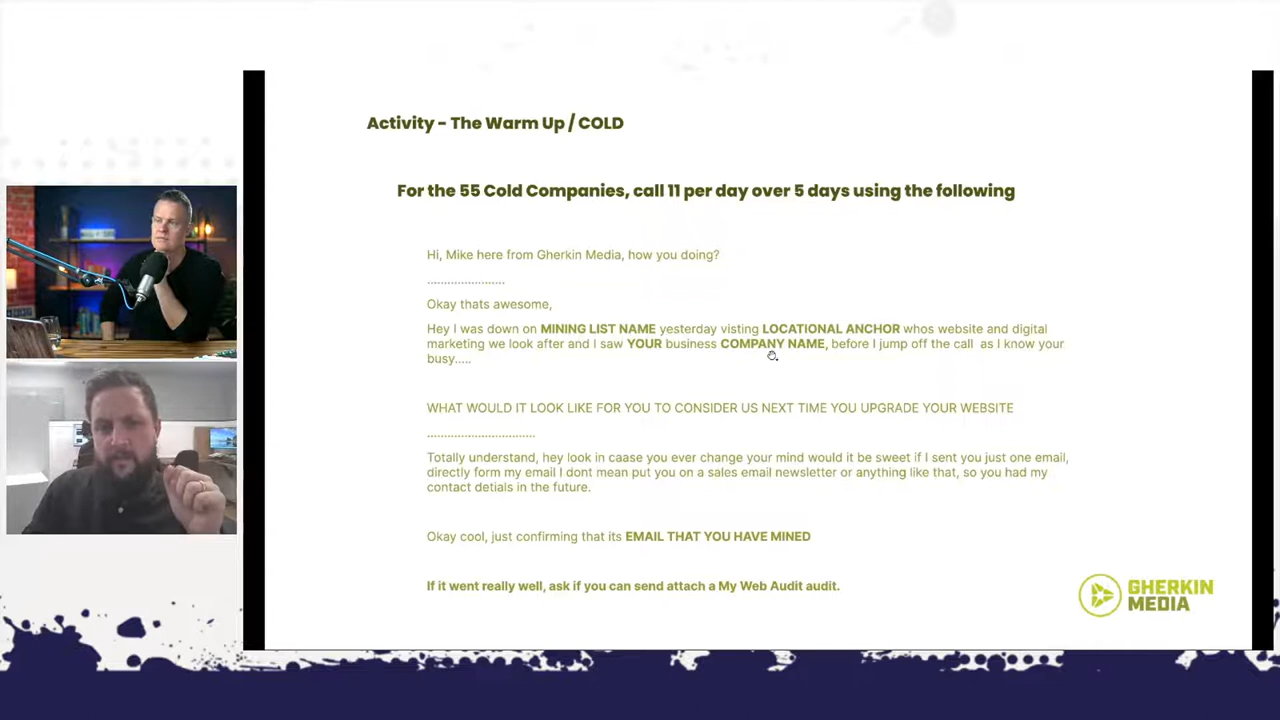 Activity - The Warm Up / COLD
For the 55 Cold Companies, call 11 per day over 5 days using the following
Hi, Mike here from Gherkin Media, how you doing?
.......................
Okay thats awesome,
Hey I was down on MINING LIST NAME yesterday visting LOCATIONAL ANCHOR whos website and digital
marketing we look after and I saw YOUR business COMPANY NAME, before I jump off the call as I know your
busy.....
WHAT WOULD IT LOOK LIKE FOR YOU TO CONSIDER US NEXT TIME YOU UPGRADE YOUR WEBSITE
................................
Totally understand, hey look in caase you ever change your mind would it be sweet if I sent you just one email,
directly form my email I dont mean put you on a sales email newsletter or anything like that, so you had my
contact detials in the future.
Okay cool, just confirming that its EMAIL THAT YOU HAVE MINED
If it went really well, ask if you can send attach a My Web Audit audit.
GHERKIN
MEDIA